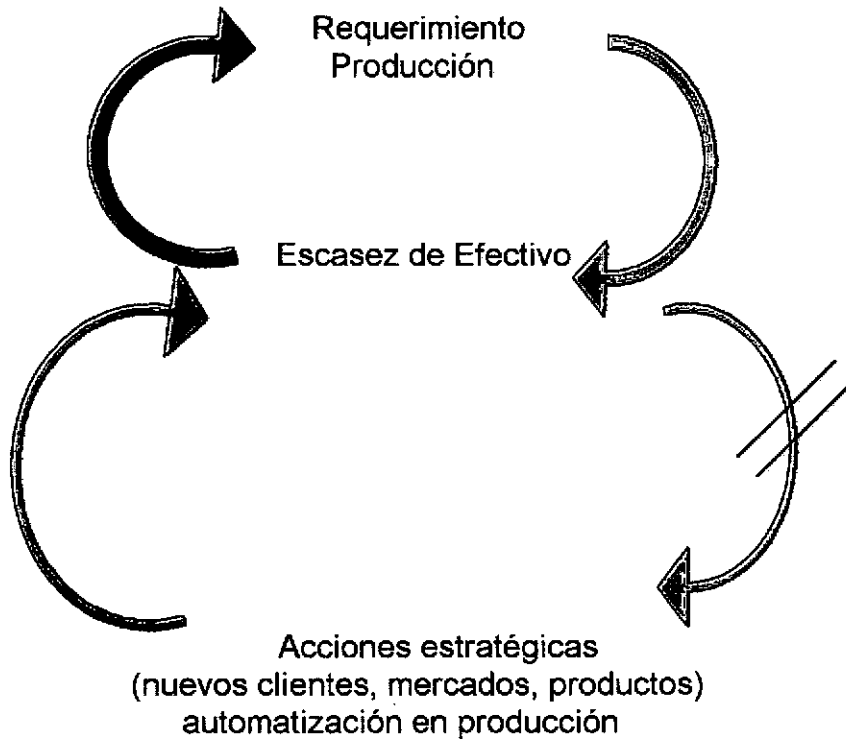 Requerimiento
Producción
Escasez de Efectivo
Acciones estratégicas
(nuevos clientes, mercados, productos)
automatización en producción